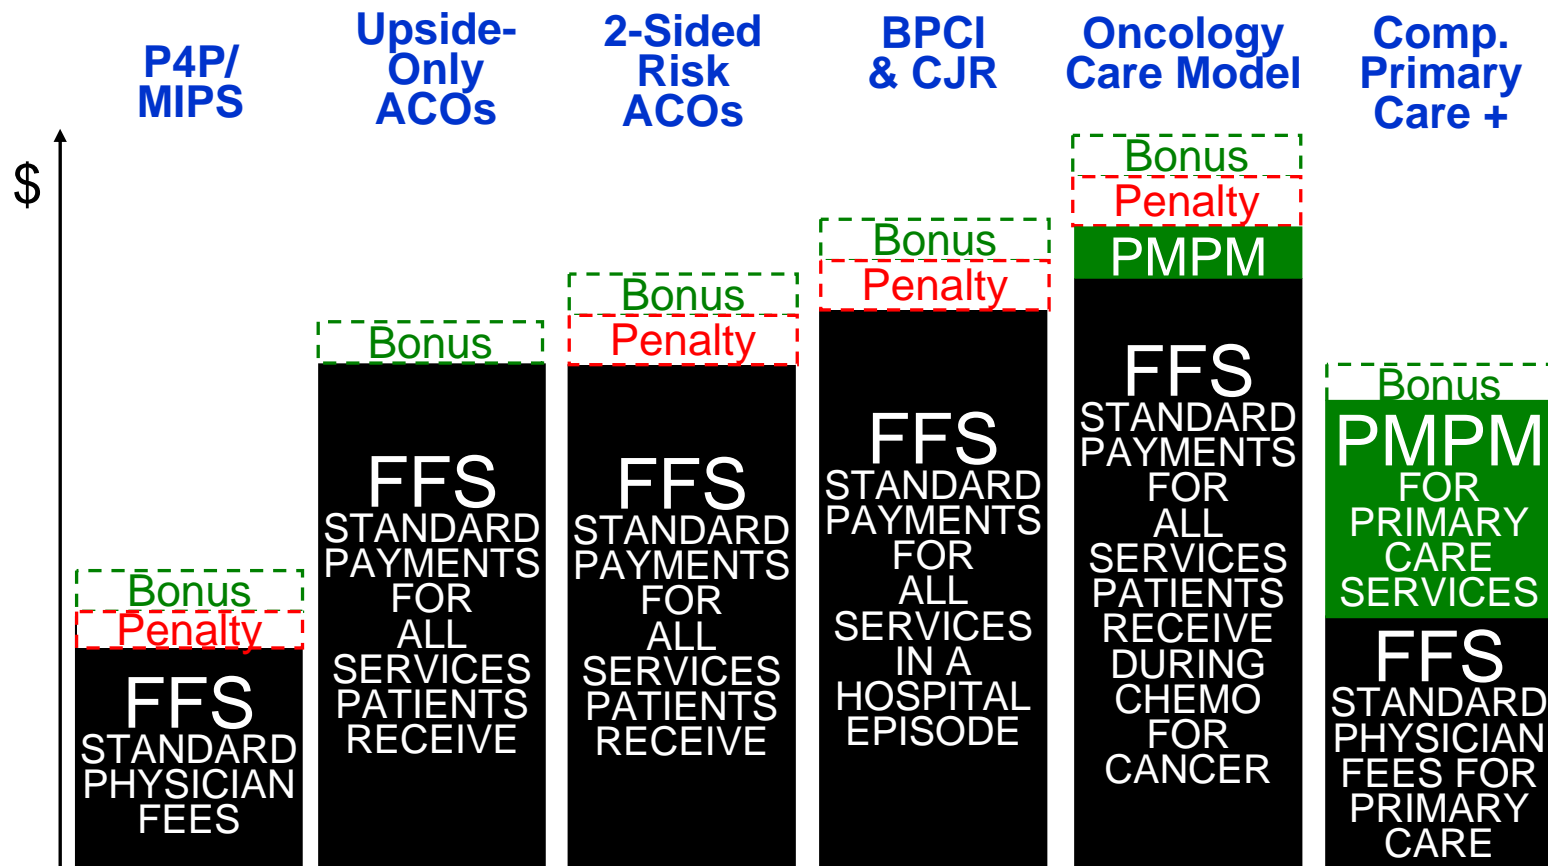 P4P/
MIPS
Upside-
Only
ACOs
2-Sided
Risk
ACOs
BPCI
& CJR
Oncology
Care Model
Comp.
Primary
Care +
$
Bonus
Penalty
FFS
STANDARD
PHYSICIAN
FEES
Bonus
FFS
STANDARD
PAYMENTS
FOR
ALL
SERVICES
PATIENTS
RECEIVE
Bonus
Penalty
FFS
STANDARD
PAYMENTS
FOR
ALL
SERVICES
PATIENTS
RECEIVE
Bonus
Penalty
FFS
STANDARD
PAYMENTS
FOR
ALL
SERVICES
IN A
HOSPITAL
EPISODE
Bonus
Penalty
PMPM
FFS
STANDARD
PAYMENTS
FOR
ALL
SERVICES
PATIENTS
RECEIVE
DURING
CHEMO
FOR
CANCER
Bonus
PMPM
FOR
PRIMARY
CARE
SERVICES
FFS
STANDARD
PHYSICIAN
FEES FOR
PRIMARY
CARE